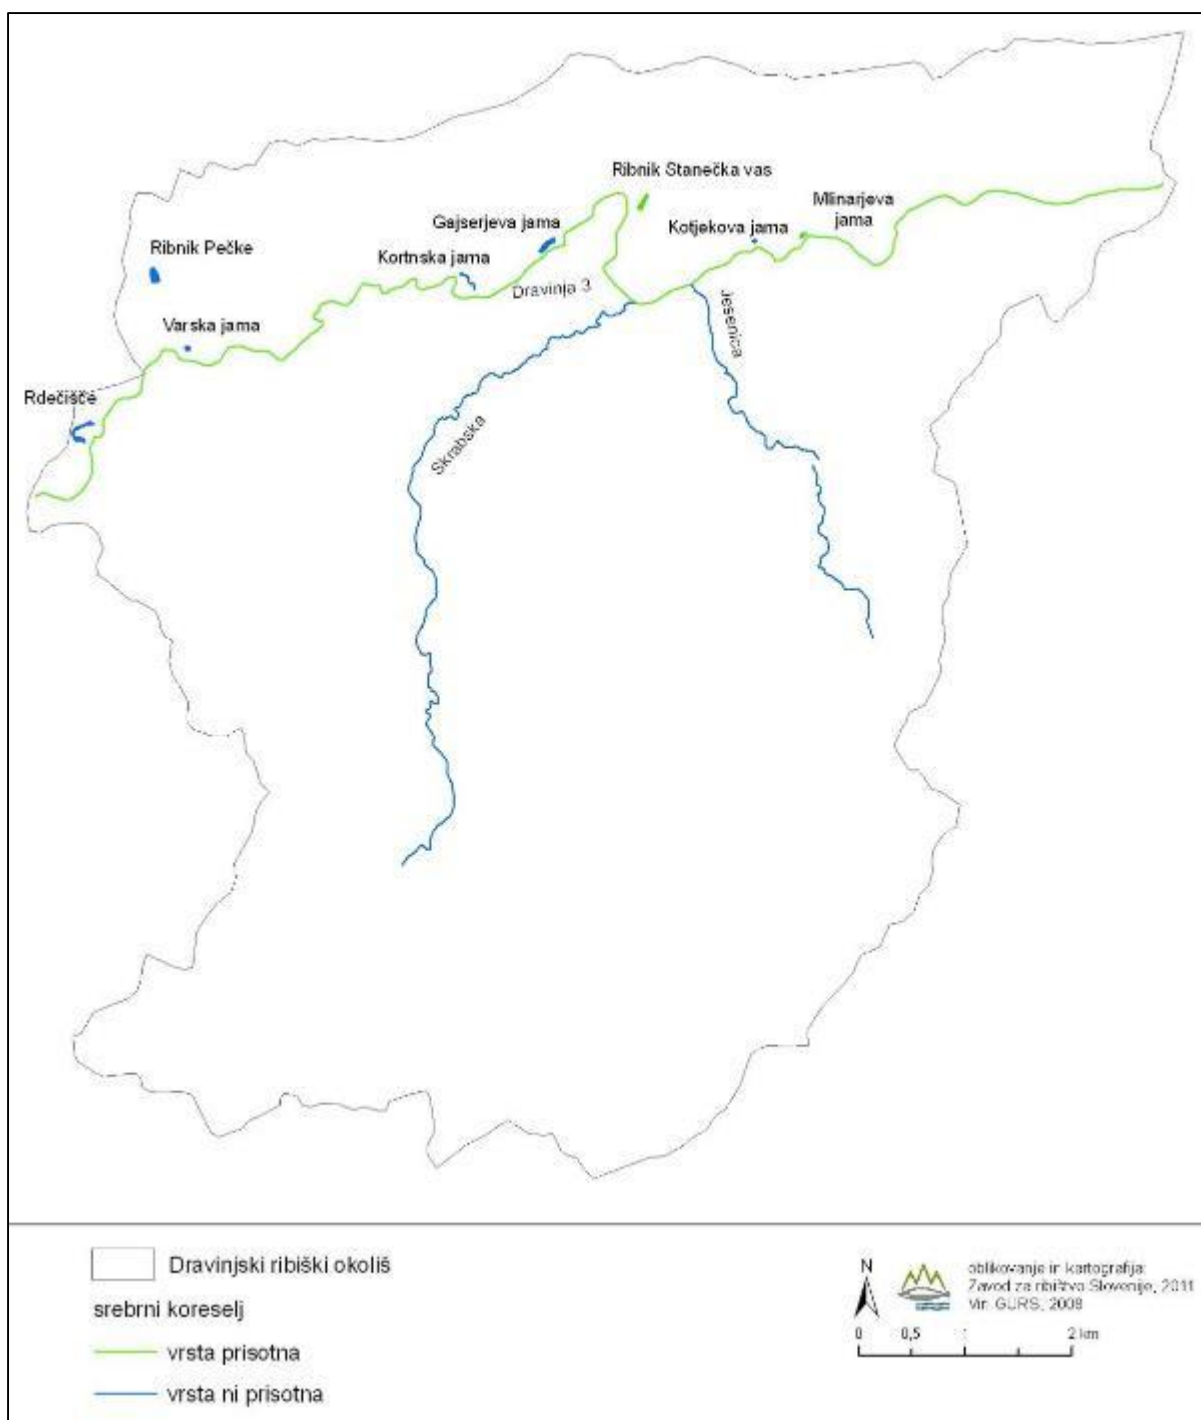 Ribnik Stanečka vas
Mlinarjeva
jama
Gajserjeva jama
Kotjekova jama
Ribnik Pečke
Kortnska jama
Dravinja 3
Jesenica
Varska jama
Rdečišče
Skrabska
Dravinjski ribiški okoliš
srebrni koreselj
vrsta prisotna
vrsta ni prisotna
N
oblikovanje in kartografija:
Zavod za ribištvo Slovenije, 2011
Vir: GURS, 2008
0 0,5 1 2 km